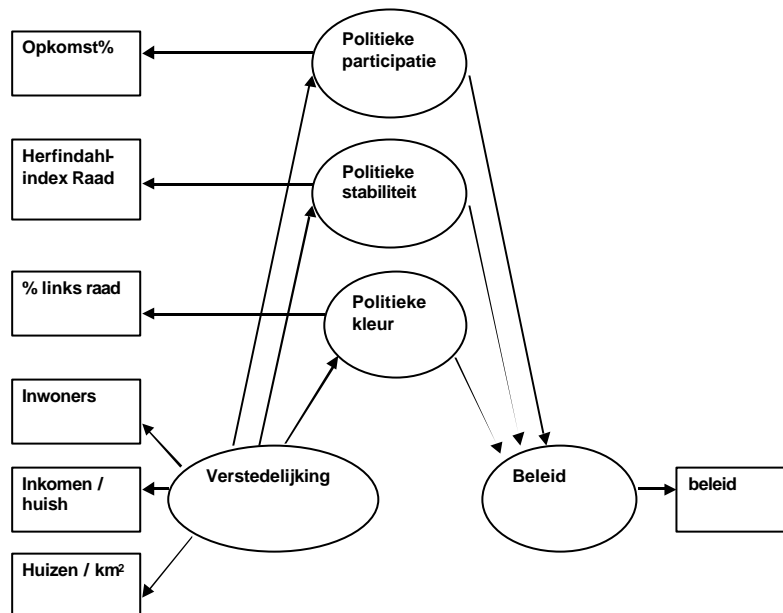 Opkomst%
Politieke
participatie
Herfindahl-
index Raad
Politieke
stabiliteit
% links raad
Politieke
kleur
Inwoners
Inkomen /
huish
Huizen / km²
Verstedelijking
Beleid
beleid